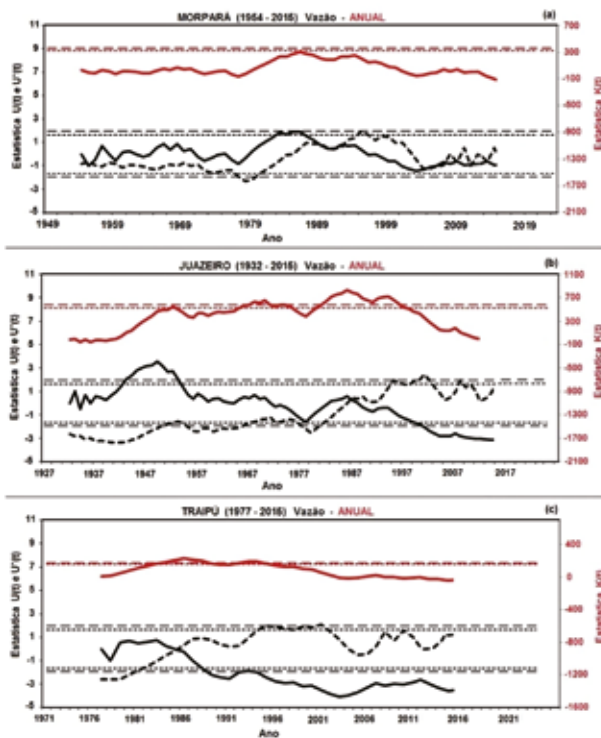 MORPARÁ (1954 - 2015) Vazão - ANUAL
(a)
11
9
7
5
3
1
-1
-3
-5
Estatística U(t) e U*(t)
700
300
-100
-500
-900
-1300
-1700
-2100
Estatística K(t)
1949 1959 1969 1979 1989 1999 2009 2019
Ano
JUAZEIRO (1932 - 2015) Vazão - ANUAL
(b)
11
9
7
5
3
1
-1
-3
-5
Estatística U(t) e U*(t)
1100
700
300
-100
-500
-900
-1300
-1700
-2100
Estatística K(t)
1927 1937 1947 1957 1967 1977 1987 1997 2007 2017
Ano
TRAIPÚ (1977 - 2015) Vazão - ANUAL
(c)
11
9
7
5
3
1
-1
-3
-5
Estatística U(t) e U*(t)
400
0
-400
-800
-1200
-1600
Estatística K(t)
1971 1976 1981 1986 1991 1996 2001 2006 2011 2016 2021
Ano